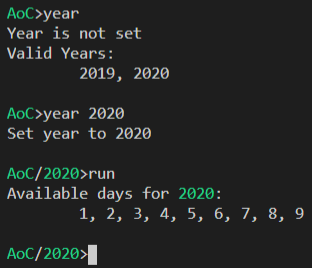 AoC>year
Year is not set
Valid Years:
2019, 2020
AoC>year 2020
Set year to 2020
AoC/2020>run
Available days for 2020:
1, 2, 3, 4, 5, 6, 7, 8, 9
AoC/2020>